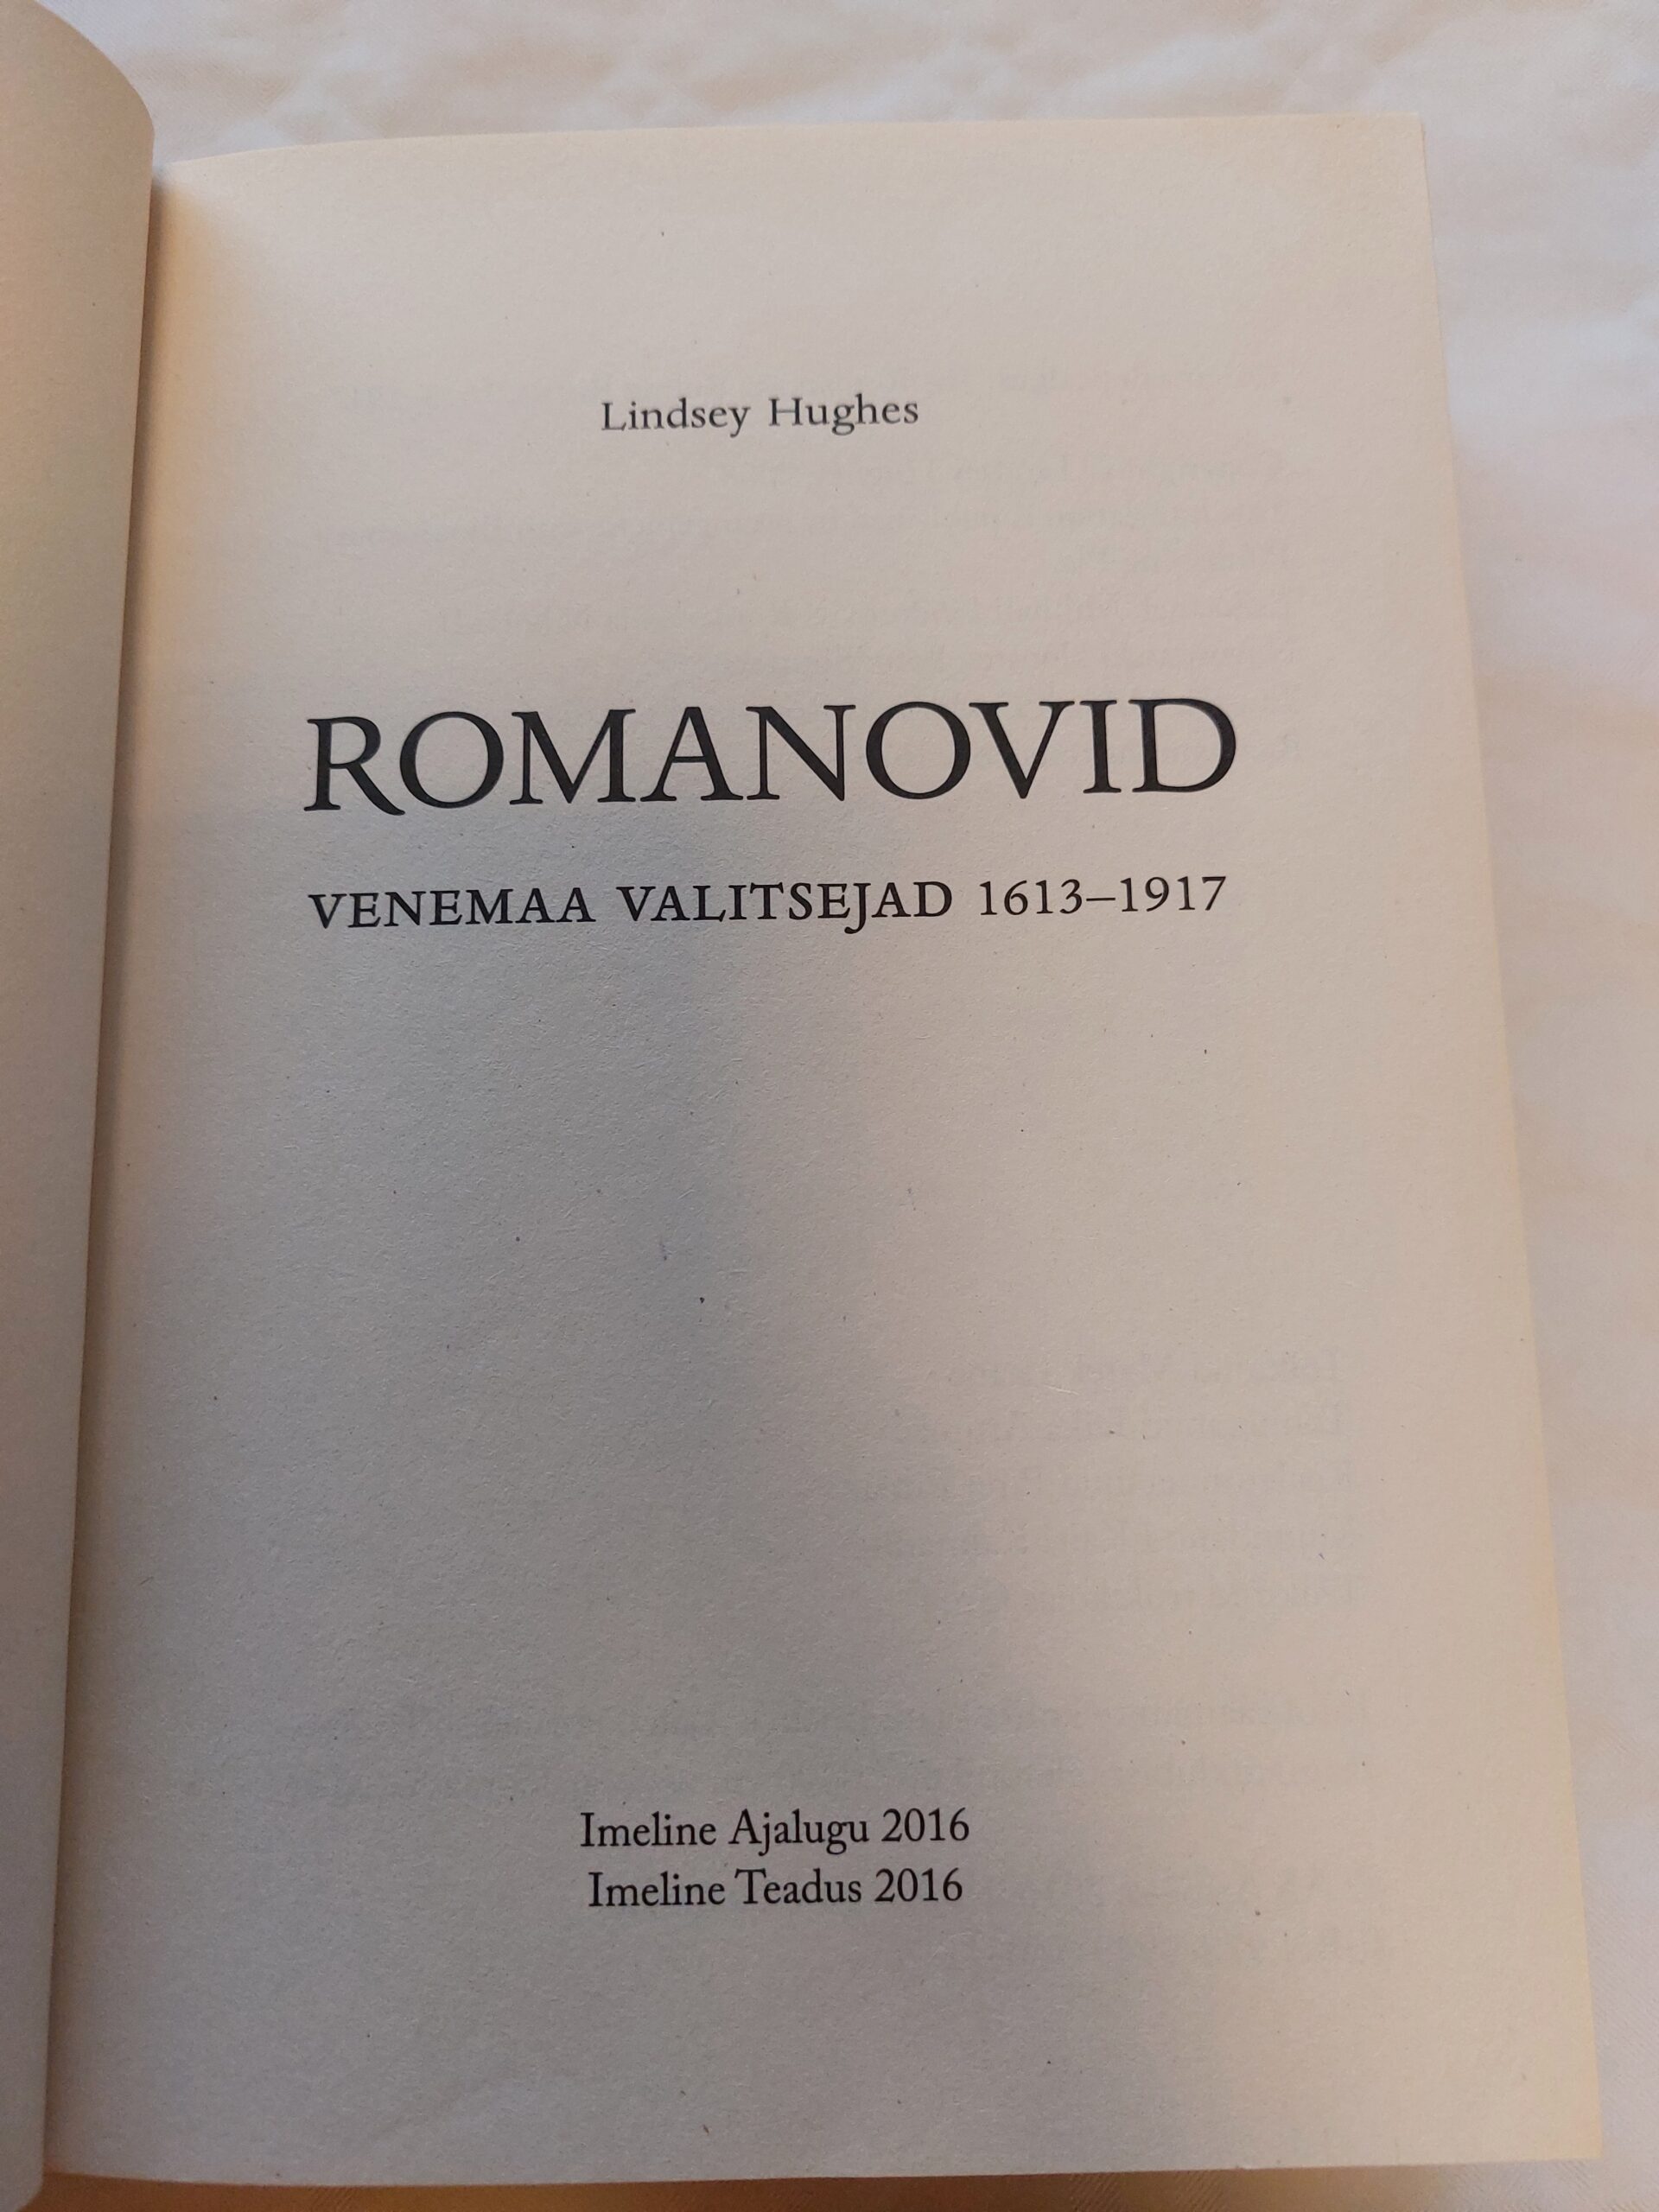 Lindsey Hughes
ROMANOVID
VENEMAA VALITSEJAD 1613–1917
Imeline Ajalugu 2016
Imeline Teadus 2016